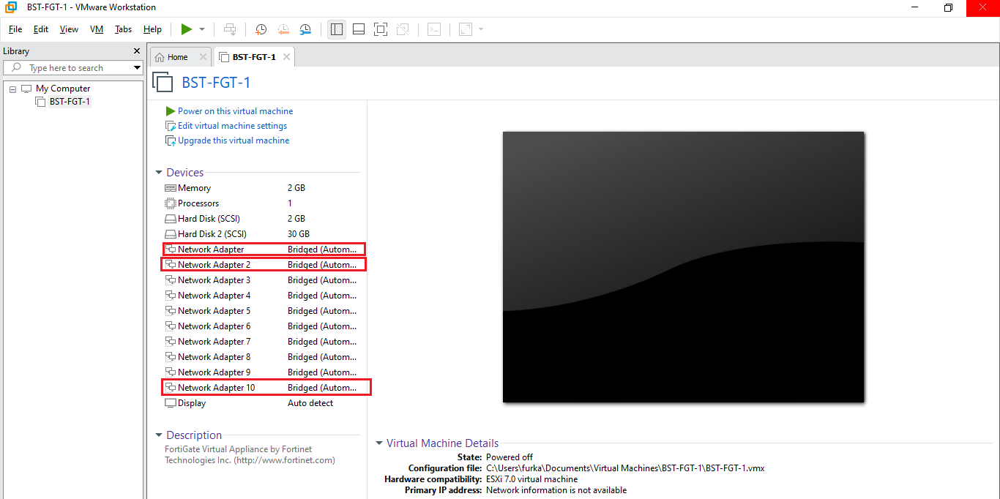 BST-FGT-1 - VMware Workstation
File Edit View VM Tabs Help
Library
Type here to search
My Computer
BST-FGT-1
Home
BST-FGT-1
BST-FGT-1
Power on this virtual machine
Edit virtual machine settings
Upgrade this virtual machine
Devices
Memory 2 GB
Processors 1
Hard Disk (SCSI) 2 GB
Hard Disk 2 (SCSI) 30 GB
Network Adapter Bridged (Autom...
Network Adapter 2 Bridged (Autom...
Network Adapter 3 Bridged (Autom...
Network Adapter 4 Bridged (Autom...
Network Adapter 5 Bridged (Autom...
Network Adapter 6 Bridged (Autom...
Network Adapter 7 Bridged (Autom...
Network Adapter 8 Bridged (Autom...
Network Adapter 9 Bridged (Autom...
Network Adapter 10 Bridged (Autom...
Display Auto detect
Description
FortiGate Virtual Appliance by Fortinet
Technologies Inc. (http://www.fortinet.com)
Virtual Machine Details
State: Powered off
Configuration file: C:\Users\furka\Documents\Virtual Machines\BST-FGT-1\BST-FGT-1.vmx
Hardware compatibility: ESXi 7.0 virtual machine
Primary IP address: Network information is not available